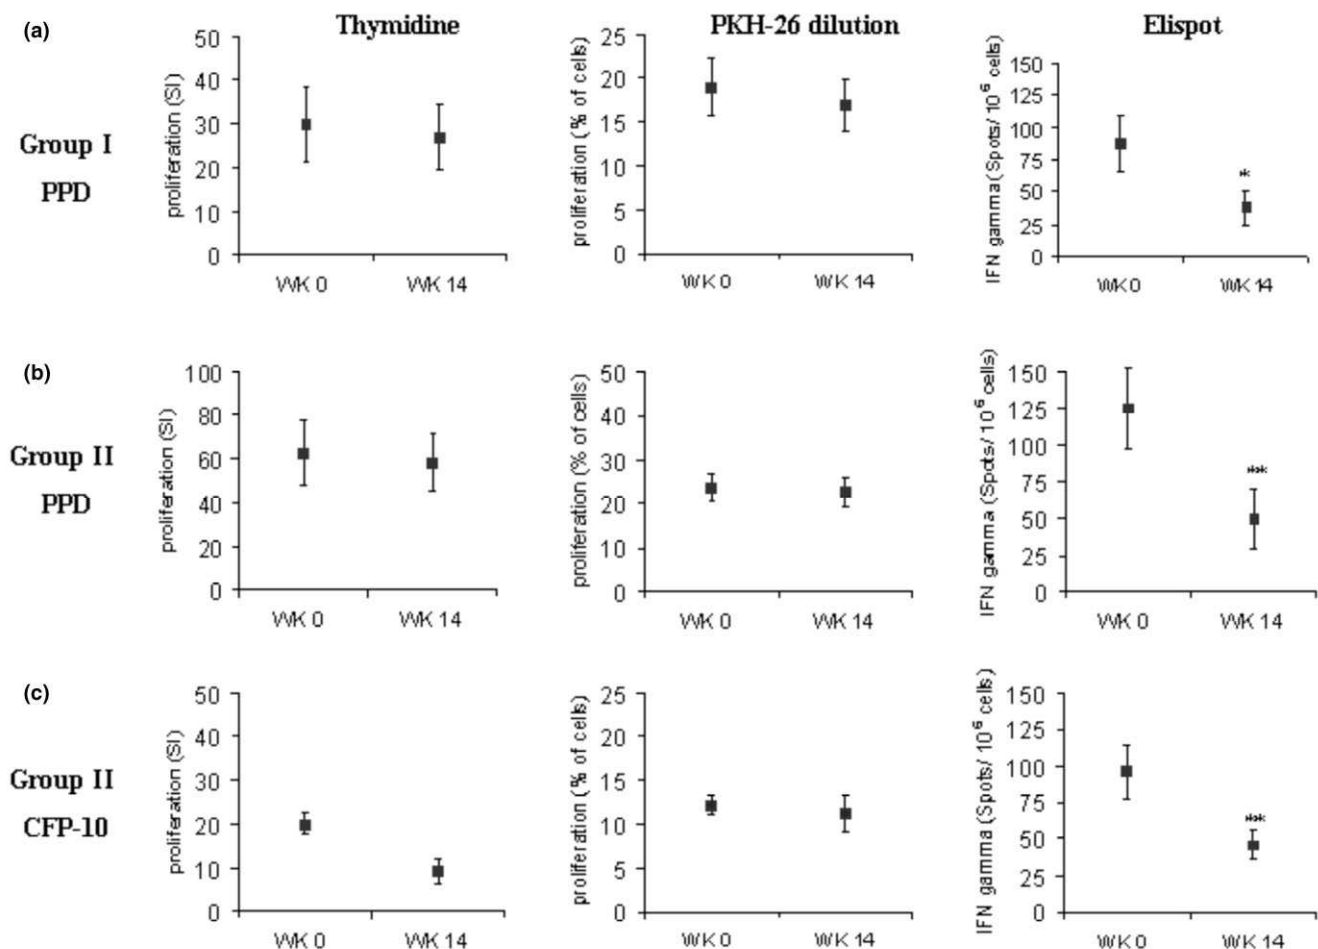 (a)
Thymidine
PKH-26 dilution
Elispot
Group I
PPD
proliferation (SI)
50
40
30
20
10
0
WK 0
WK 14
proliferation (% of cells)
25
20
15
10
5
0
WK 0
WK 14
IFN gamma (Spots/ 10⁶ cells)
150
125
100
75
50
25
0
*
WK 0
WK 14
(b)
Group II
PPD
proliferation (SI)
100
80
60
40
20
0
WK 0
WK 14
proliferation (% of cells)
50
40
30
20
10
0
WK 0
WK 14
IFN gamma (Spots/ 10⁶ cells)
150
125
100
75
50
25
0
**
WK 0
WK 14
(c)
Group II
CFP-10
proliferation (SI)
50
40
30
20
10
0
WK 0
WK 14
proliferation (% of cells)
25
20
15
10
5
0
WK 0
WK 14
IFN gamma (Spots/ 10⁶ cells)
150
125
100
75
50
25
0
**
WK 0
WK 14